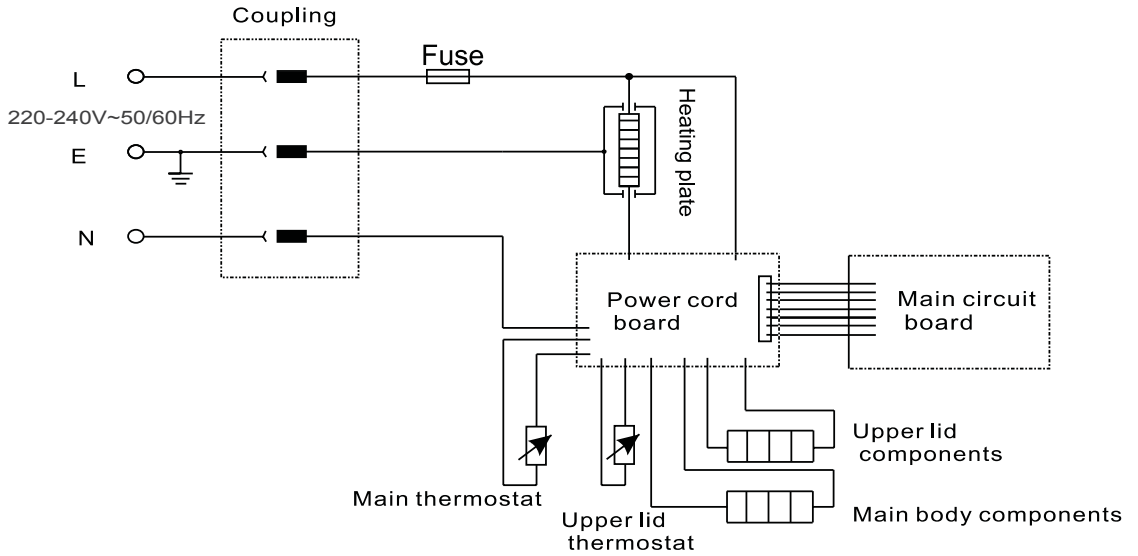 Coupling
Fuse
L
220-240V~50/60Hz
E
N
Heating plate
Power cord
board
Main circuit
board
Upper lid
components
Main thermostat
Upper lid
thermostat
Main body components